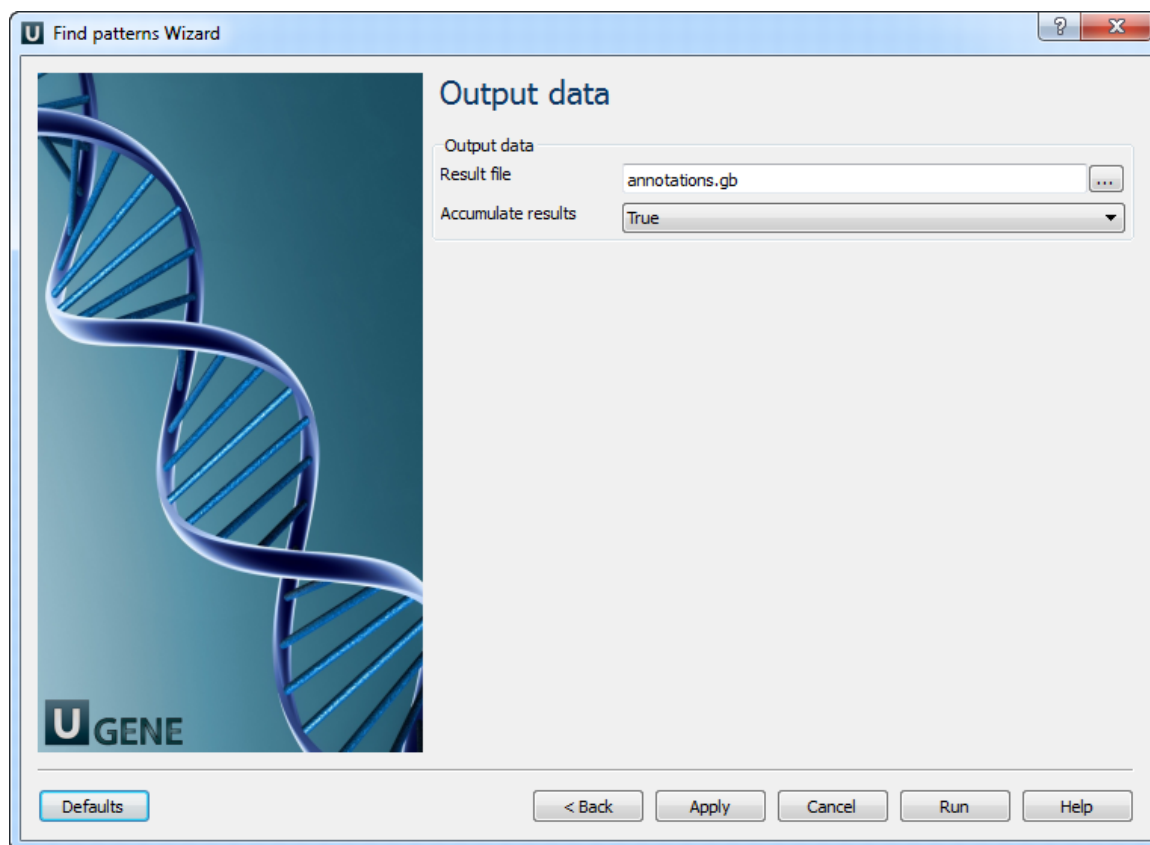 U Find patterns Wizard
?
X
Output data
Output data
Result file
annotations.gb
...
Accumulate results
True
U GENE
Defaults
< Back
Apply
Cancel
Run
Help